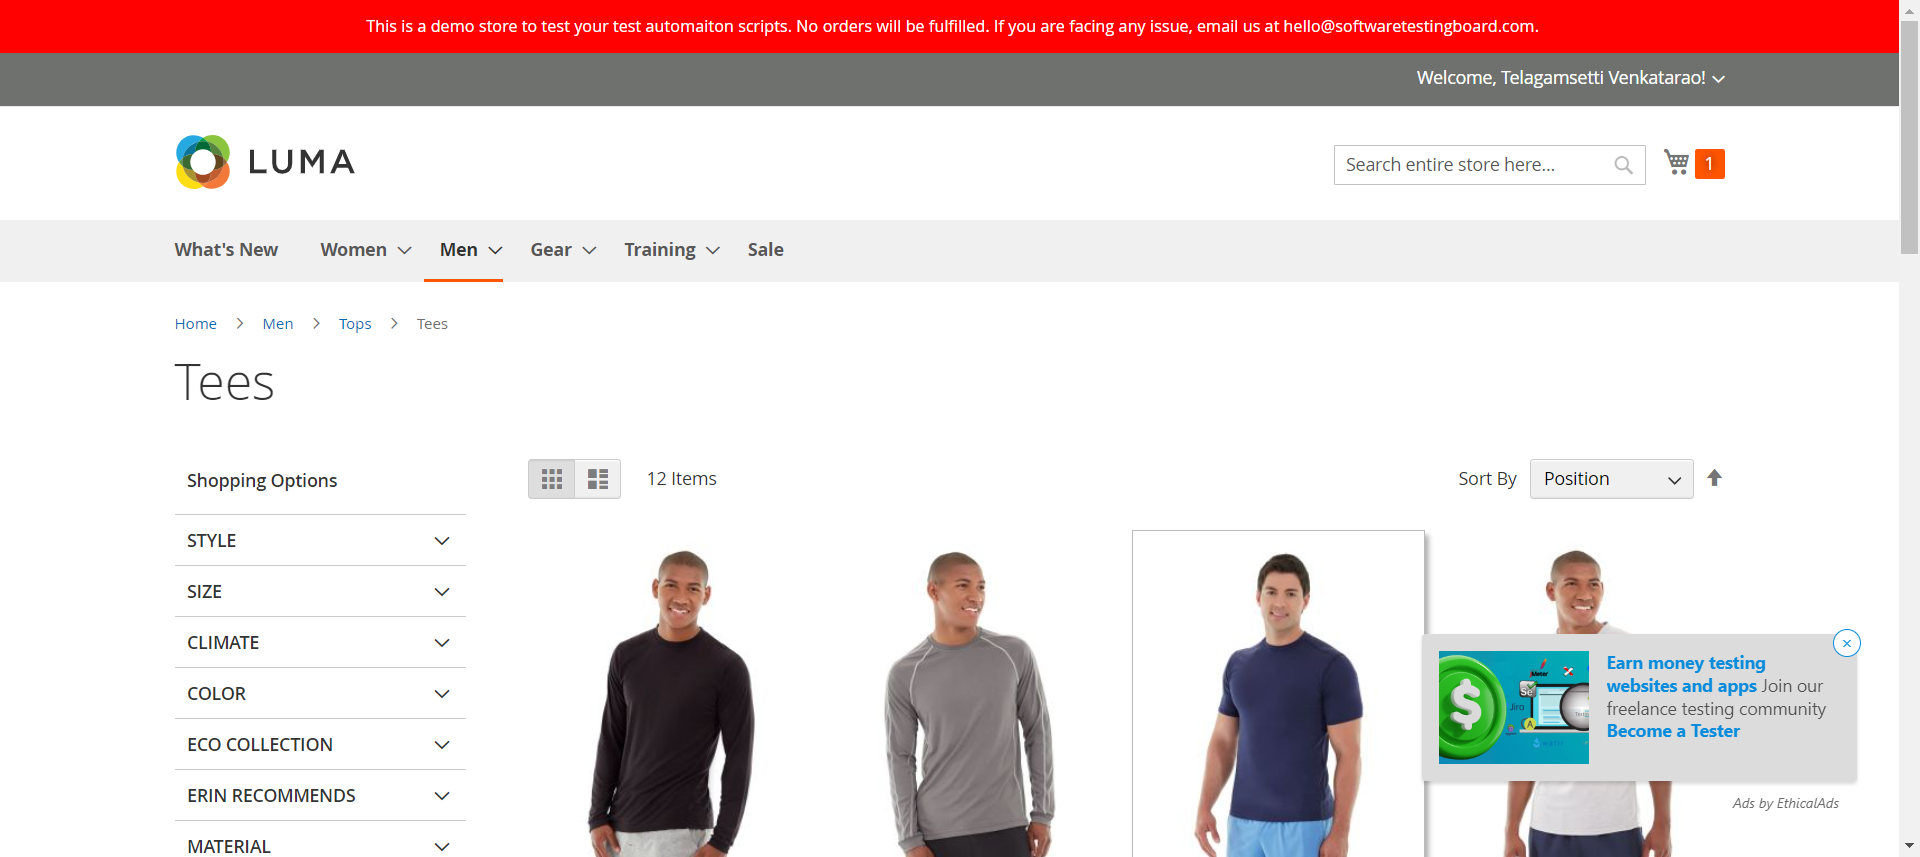 This is a demo store to test your test automaiton scripts. No orders will be fulfilled. If you are facing any issue, email us at hello@softwaretestingboard.com.
Welcome, Telagamsetti Venkatarao!
LUMA
Search entire store here...
1
What's New
Women
Men
Gear
Training
Sale
Home
Men
Tops
Tees
Tees
Shopping Options
12 Items
Sort By
Position
STYLE
SIZE
CLIMATE
COLOR
ECO COLLECTION
ERIN RECOMMENDS
MATERIAL
Earn money testing
websites and apps Join our
freelance testing community
Become a Tester
Ads by EthicalAds